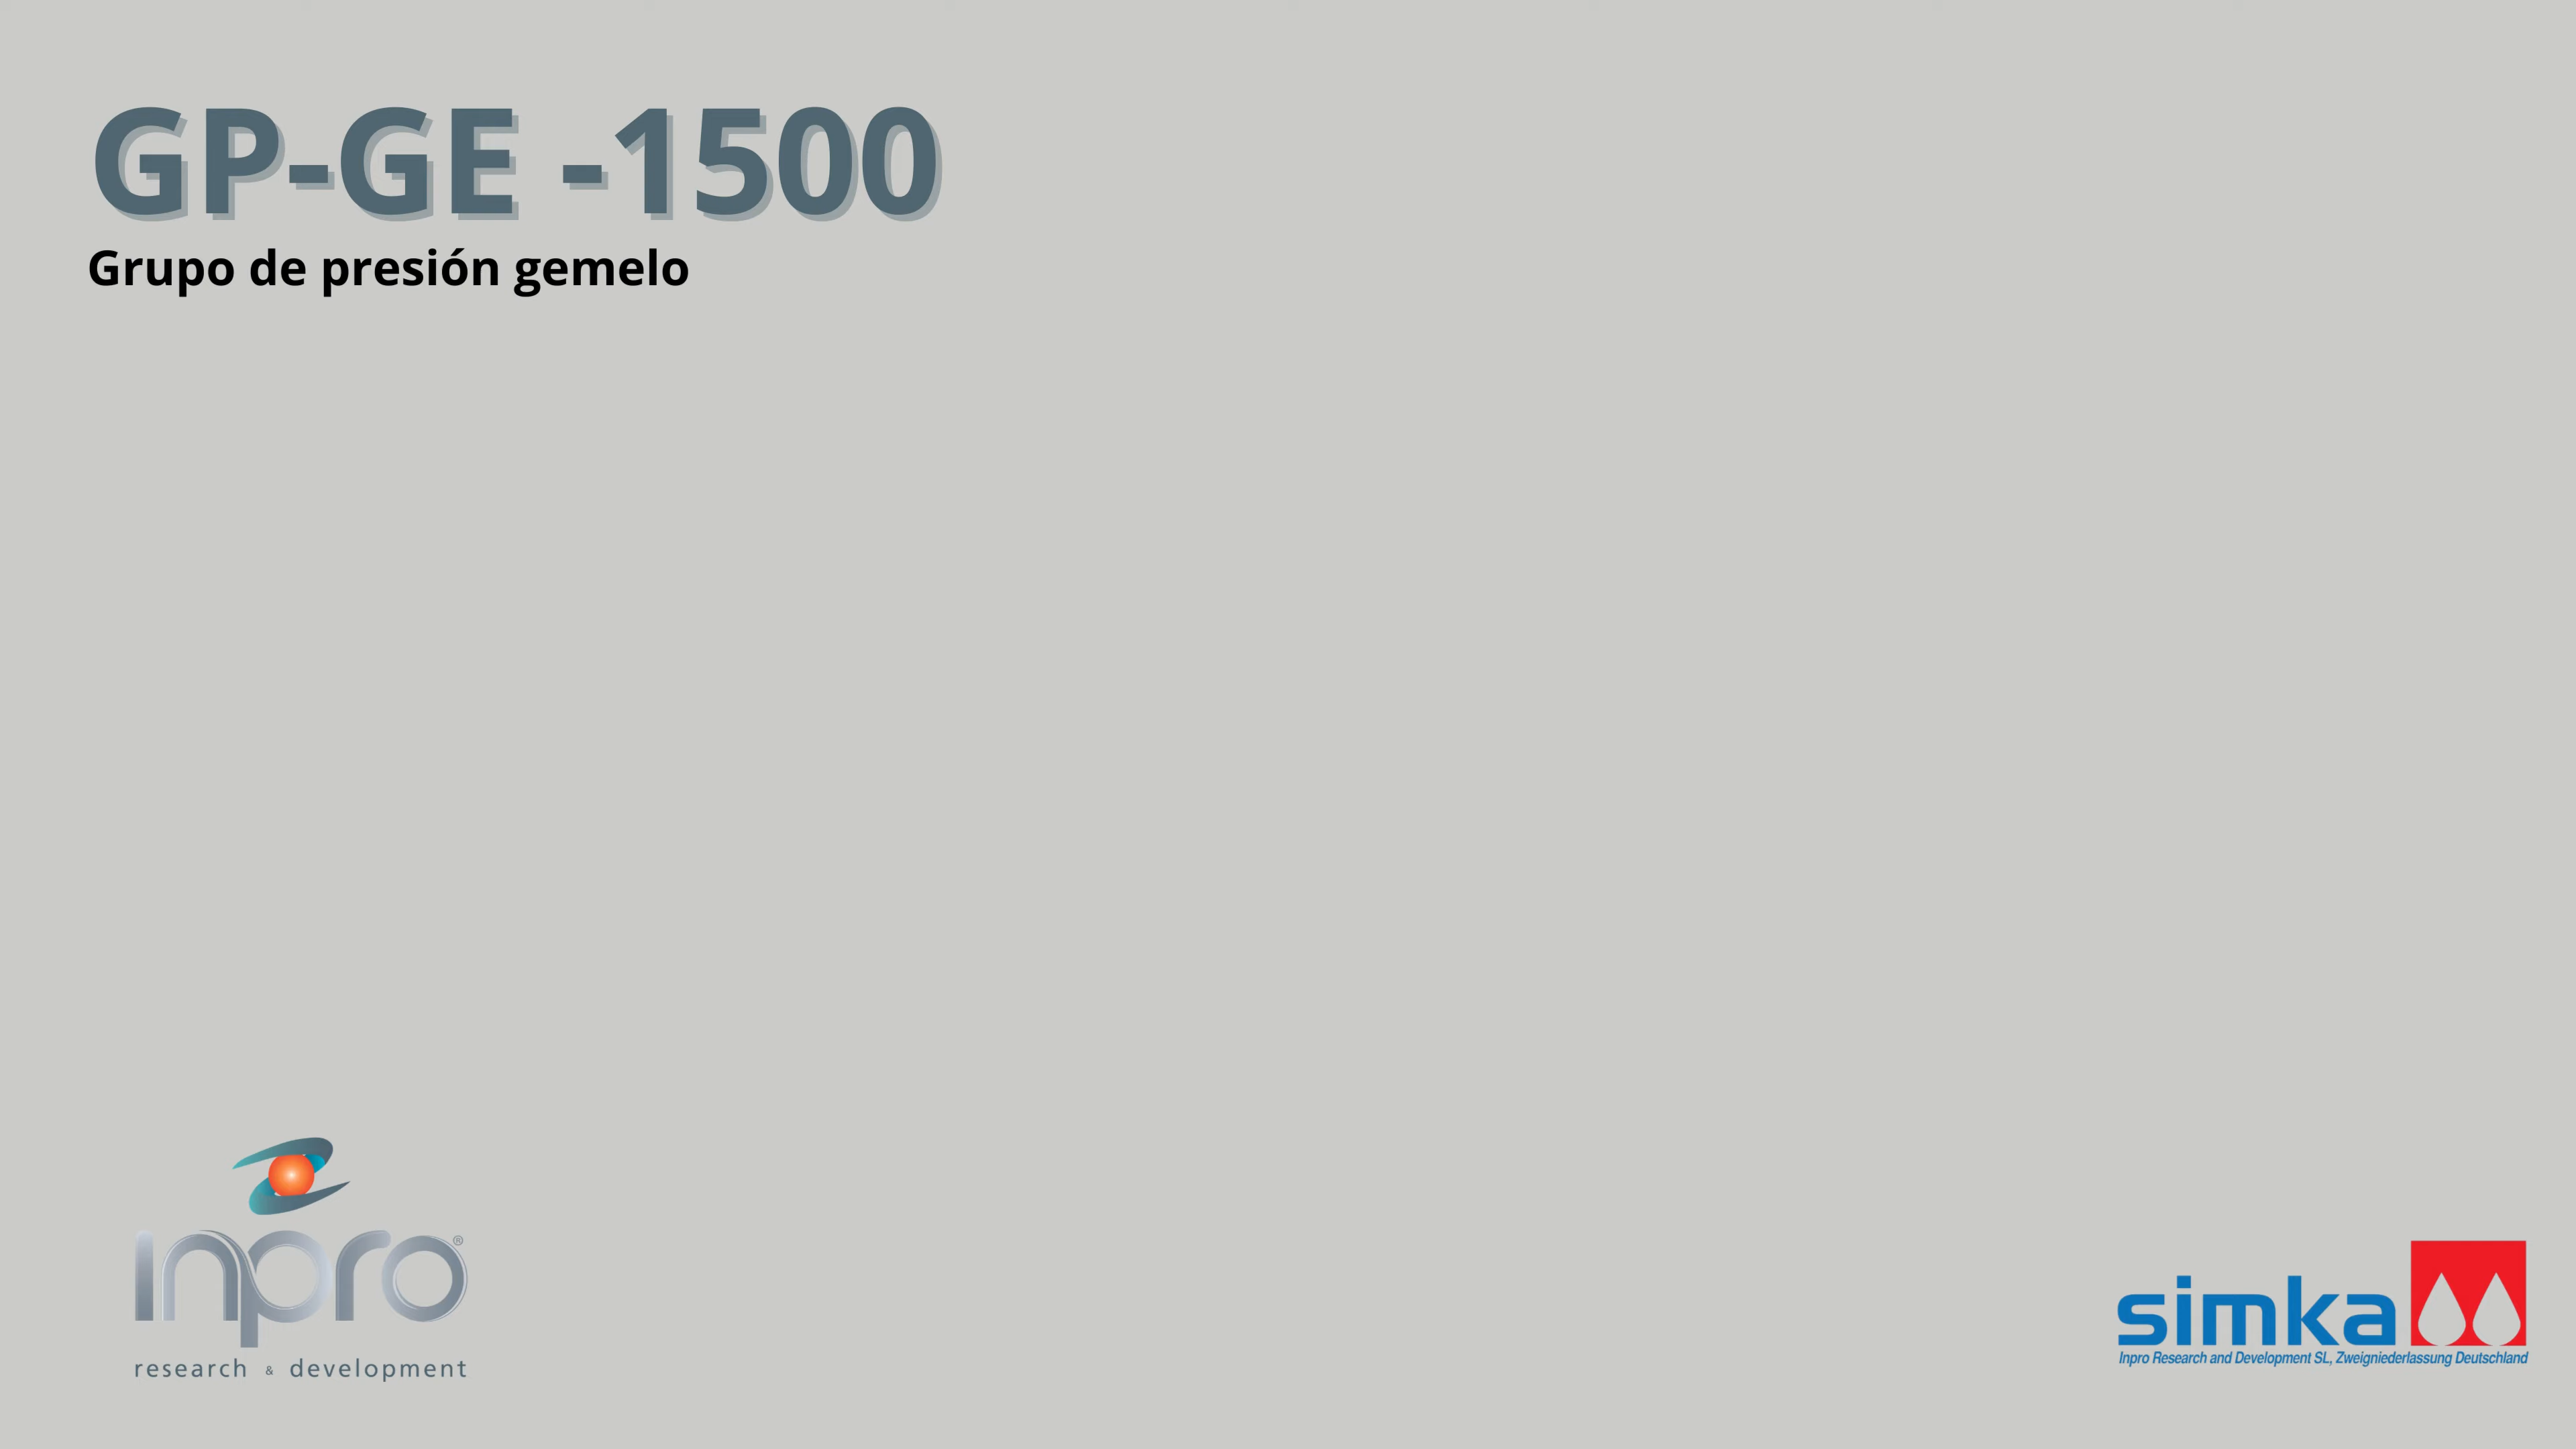 GP-GE -1500
Grupo de presión gemelo
inpro®
research & development
simka
Inpro Research and Development SL, Zweigniederlassung Deutschland